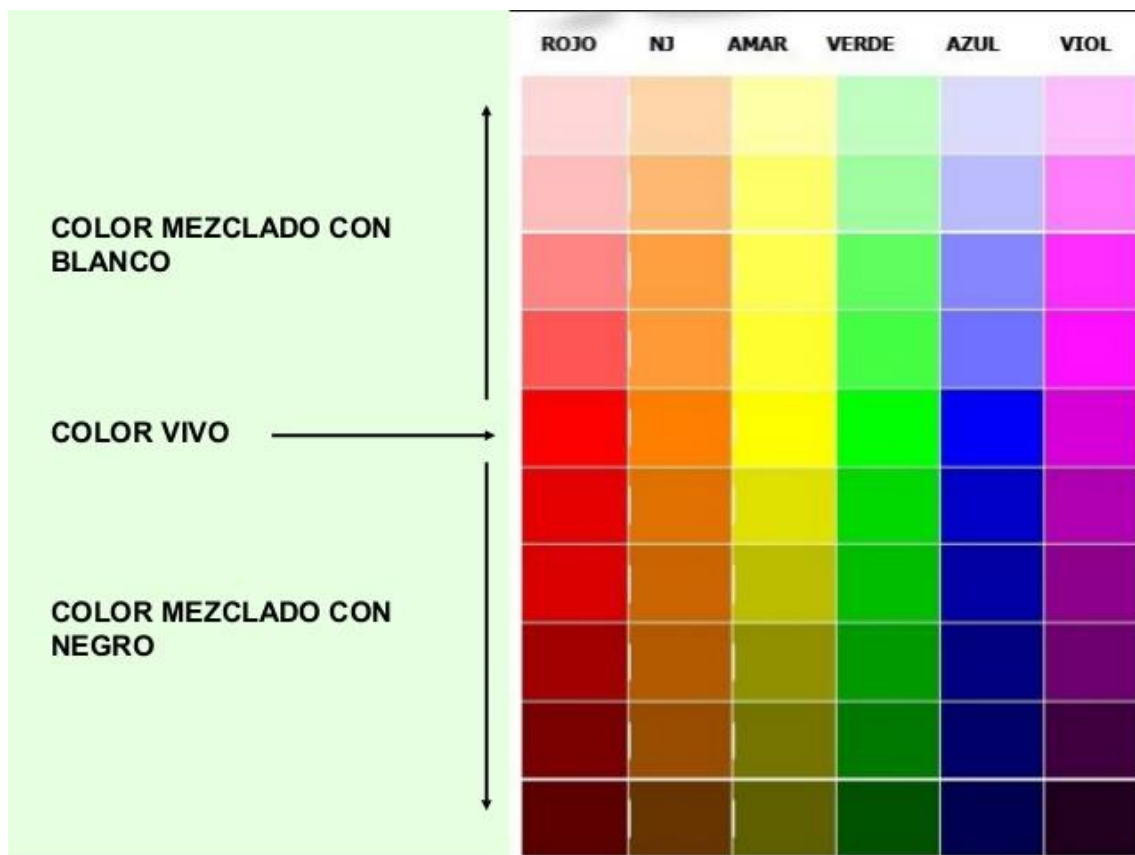 ROJO NJ AMAR VERDE AZUL VIOL
COLOR MEZCLADO CON
BLANCO
COLOR VIVO
COLOR MEZCLADO CON
NEGRO